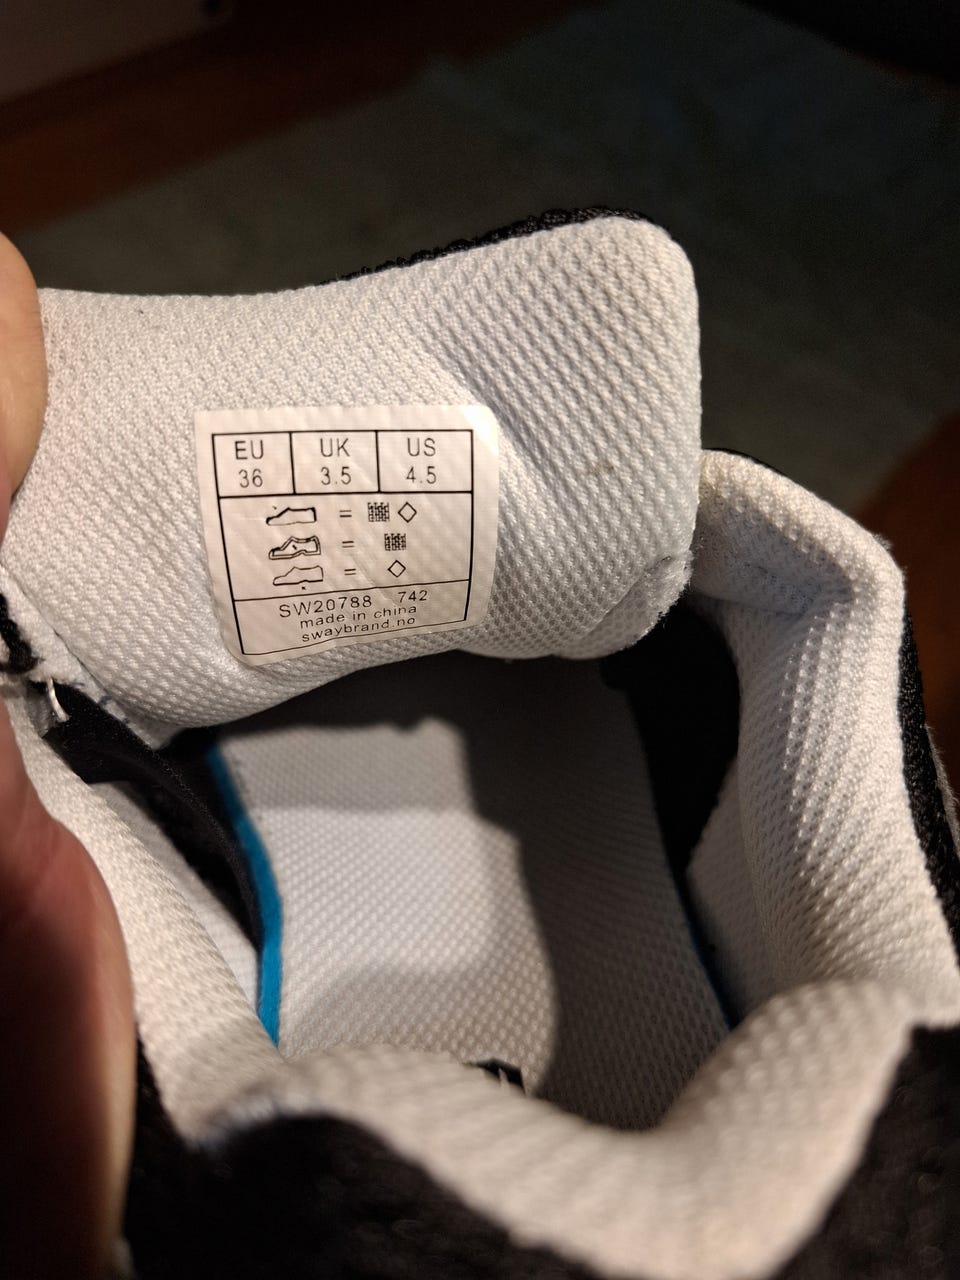 EU UK US
36 3.5 4.5
SW20788 742
made in china
swaybrand.no